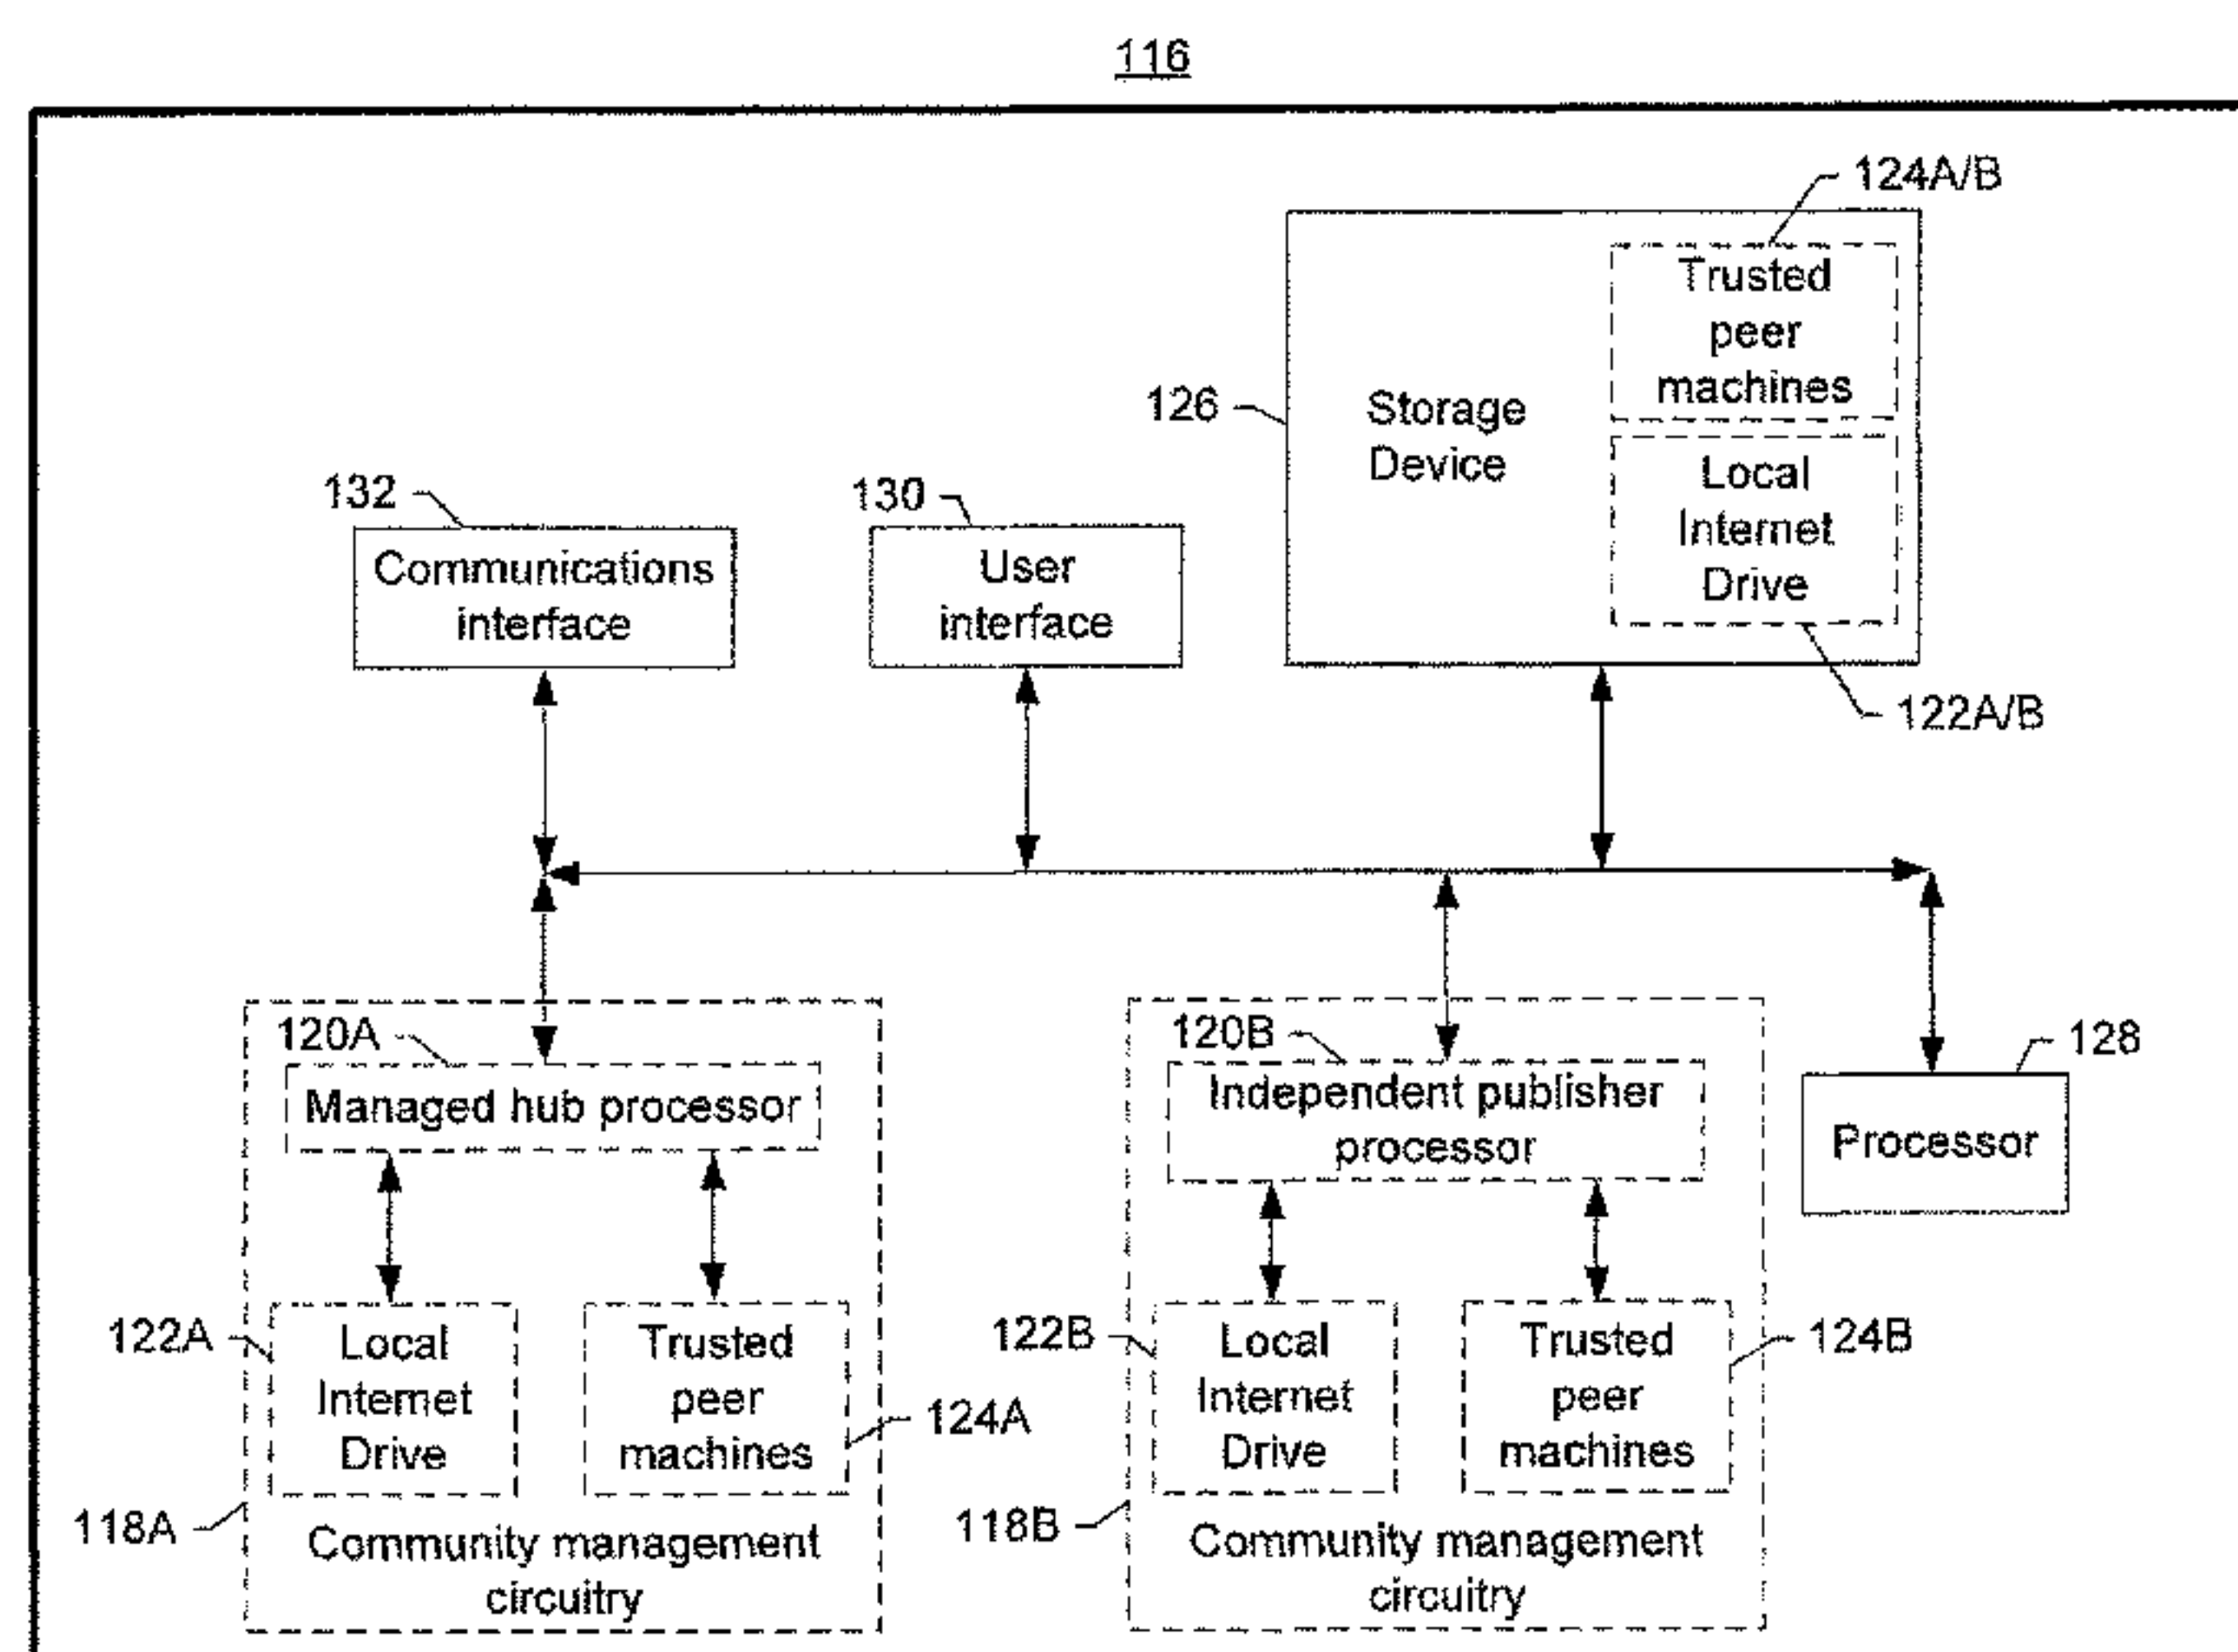 116
124A/B
Trusted
peer
machines
126
Storage
Device
Local
Internet
Drive
122A/B
132
Communications
interface
130
User
interface
120A
Managed hub processor
120B
Independent publisher
processor
128
Processor
122A
Local
Internet
Drive
Trusted
peer
machines
124A
118A
Community management
circuitry
122B
Local
Internet
Drive
Trusted
peer
machines
124B
118B
Community management
circuitry